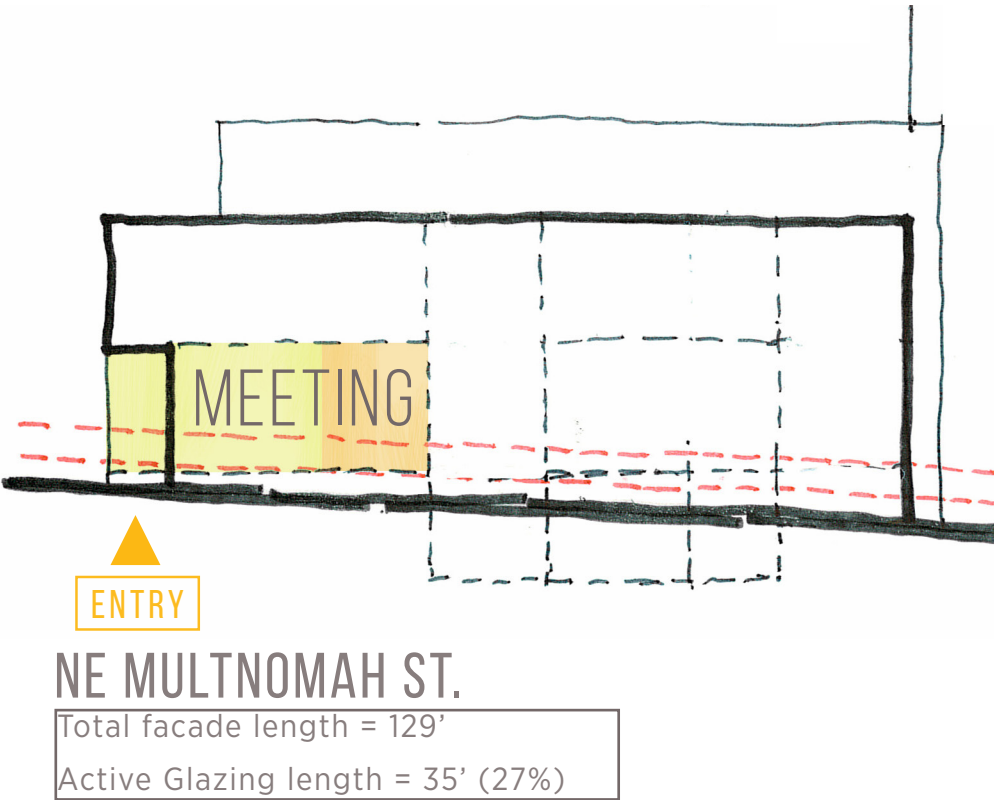 MEETING
ENTRY
NE MULTNOMAH ST.
Total facade length = 129’
Active Glazing length = 35’ (27%)